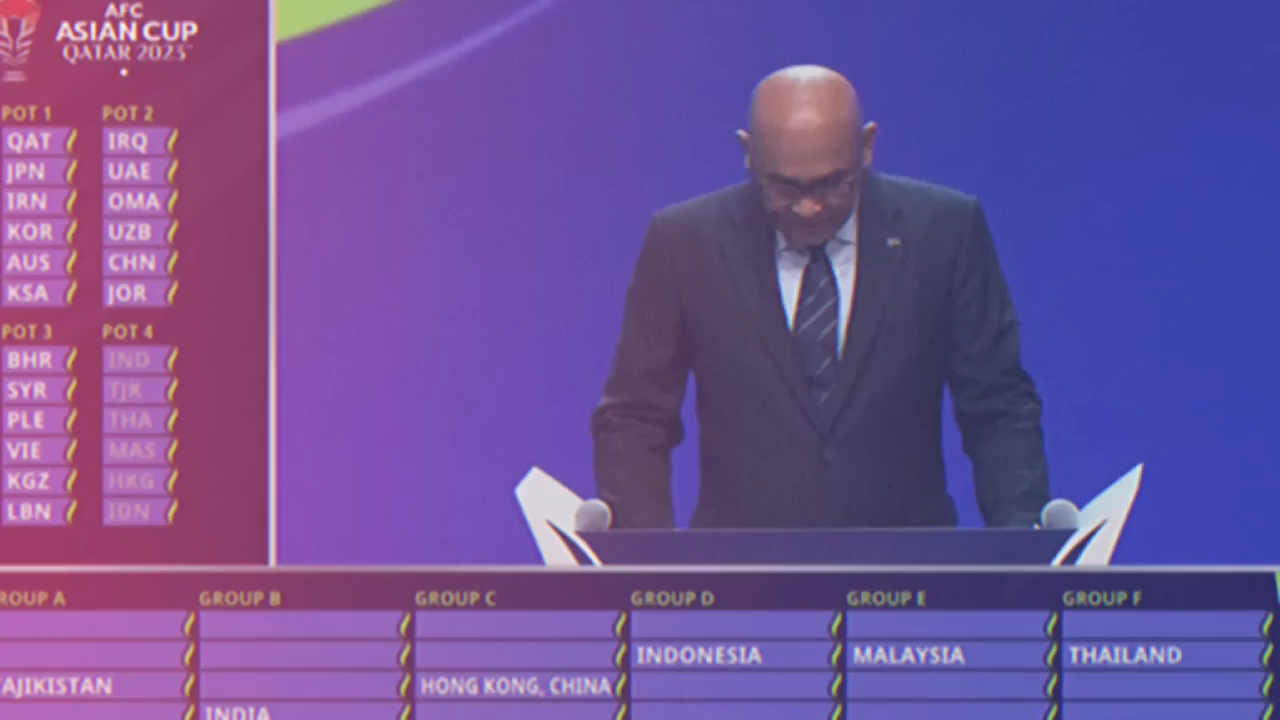 AFC
ASIAN CUP
QATAR 2023
POT 1
POT 2
QAT
IRQ
JPN
UAE
IRN
OMA
KOR
UZB
AUS
CHN
KSA
JOR
POT 3
POT 4
BHR
IND
SYR
TJK
PLE
THA
VIE
MAS
KGZ
HKG
LBN
IDN
ROUP A
GROUP B
GROUP C
GROUP D
GROUP E
GROUP F
INDONESIA
MALAYSIA
THAILAND
AJIKISTAN
HONG KONG, CHINA
INDIA